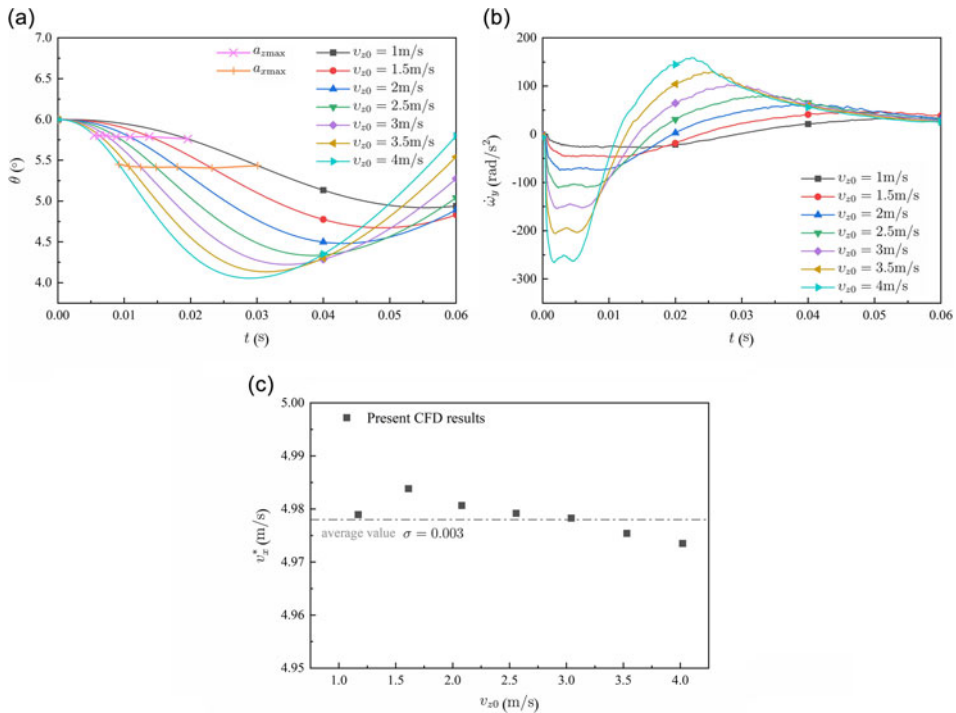 (a)
7.0
6.5
6.0
5.5
5.0
4.5
4.0
θ (°)
a_zmax
a_xmax
v_z0 = 1m/s
v_z0 = 1.5m/s
v_z0 = 2m/s
v_z0 = 2.5m/s
v_z0 = 3m/s
v_z0 = 3.5m/s
v_z0 = 4m/s
0.00 0.01 0.02 0.03 0.04 0.05 0.06
t (s)
(b)
200
100
0
-100
-200
-300
ω̇_y (rad/s²)
v_z0 = 1m/s
v_z0 = 1.5m/s
v_z0 = 2m/s
v_z0 = 2.5m/s
v_z0 = 3m/s
v_z0 = 3.5m/s
v_z0 = 4m/s
0.00 0.01 0.02 0.03 0.04 0.05 0.06
t (s)
(c)
5.00
4.99
4.98
4.97
4.96
4.95
v_x^* (m/s)
Present CFD results
average value σ = 0.003
1.0 1.5 2.0 2.5 3.0 3.5 4.0
v_z0 (m/s)